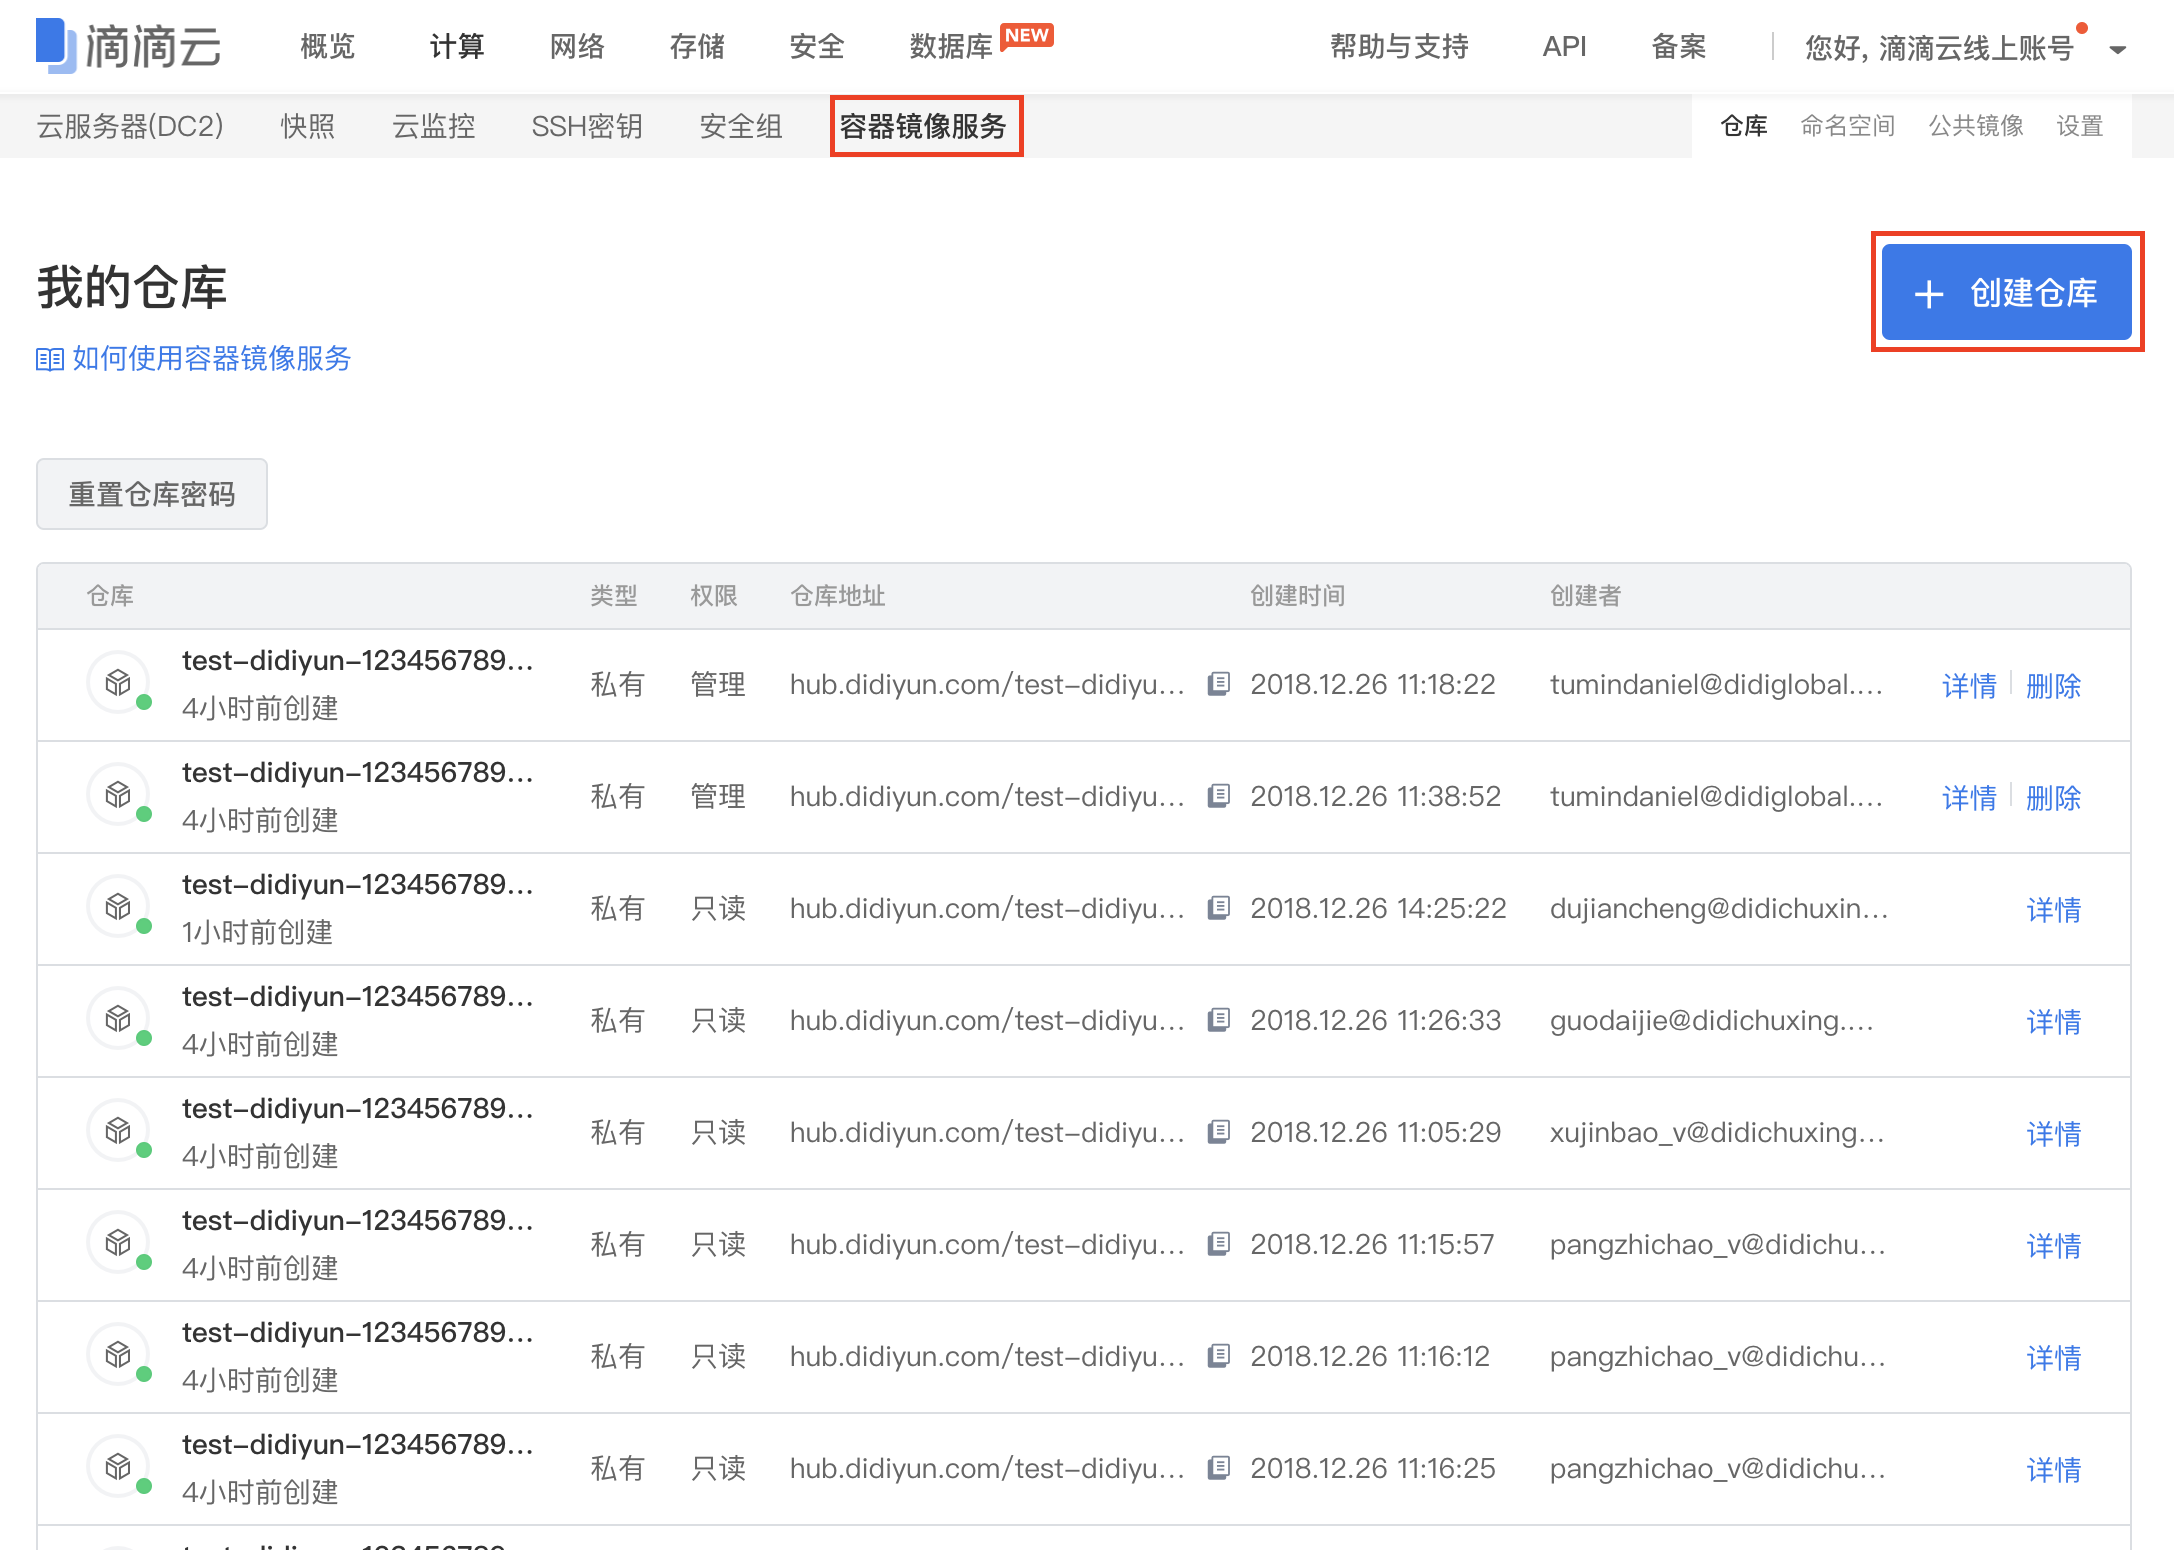 滴滴云 概览 计算 网络 存储 安全 数据库 NEW 帮助与支持 API 备案 您好, 滴滴云线上账号
云服务器(DC2) 快照 云监控 SSH密钥 安全组 容器镜像服务 仓库 命名空间 公共镜像 设置
我的仓库
+ 创建仓库
如何使用容器镜像服务
重置仓库密码
仓库 类型 权限 仓库地址 创建时间 创建者
test-didiyun-123456789...
4小时前创建
私有 管理 hub.didiyun.com/test-didiyu... 2018.12.26 11:18:22 tumindaniel@didiglobal.... 详情 删除
test-didiyun-123456789...
4小时前创建
私有 管理 hub.didiyun.com/test-didiyu... 2018.12.26 11:38:52 tumindaniel@didiglobal.... 详情 删除
test-didiyun-123456789...
1小时前创建
私有 只读 hub.didiyun.com/test-didiyu... 2018.12.26 14:25:22 dujiancheng@didichuxin... 详情
test-didiyun-123456789...
4小时前创建
私有 只读 hub.didiyun.com/test-didiyu... 2018.12.26 11:26:33 guodaijie@didichuxing.... 详情
test-didiyun-123456789...
4小时前创建
私有 只读 hub.didiyun.com/test-didiyu... 2018.12.26 11:05:29 xujinbao_v@didichuxing... 详情
test-didiyun-123456789...
4小时前创建
私有 只读 hub.didiyun.com/test-didiyu... 2018.12.26 11:15:57 pangzhichao_v@didichu... 详情
test-didiyun-123456789...
4小时前创建
私有 只读 hub.didiyun.com/test-didiyu... 2018.12.26 11:16:12 pangzhichao_v@didichu... 详情
test-didiyun-123456789...
4小时前创建
私有 只读 hub.didiyun.com/test-didiyu... 2018.12.26 11:16:25 pangzhichao_v@didichu... 详情